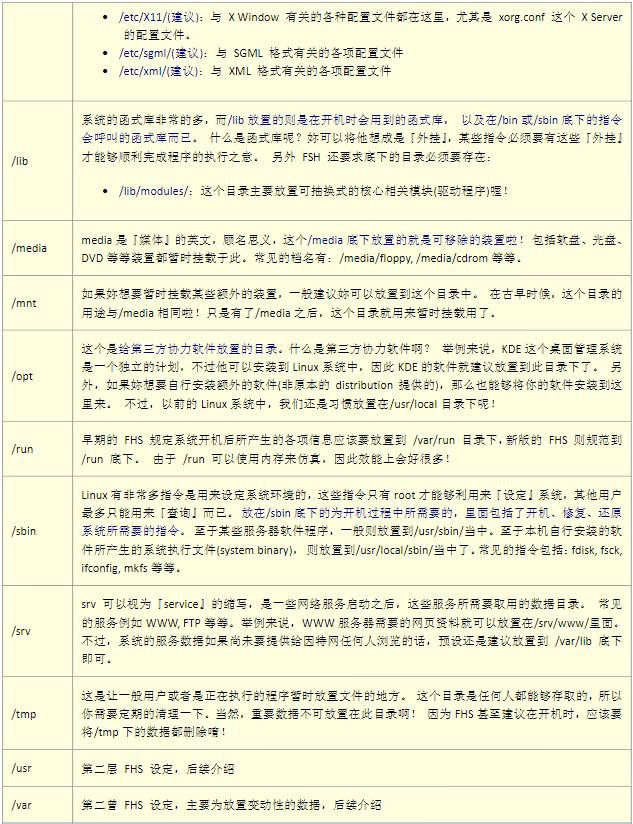 • /etc/X11/(建议)：与 X Window 有关的各种配置文件都在这里，尤其是 xorg.conf 这个 X Server
的配置文件。
• /etc/sgml/(建议)：与 SGML 格式有关的各项配置文件
• /etc/xml/(建议)：与 XML 格式有关的各项配置文件
/lib
系统的函式库非常的多，而/lib 放置的则是在开机时会用到的函式库， 以及在/bin 或/sbin 底下的指令
会呼叫的函式库而已。 什么是函式库呢？妳可以将他想成是『外挂』，某些指令必须要有这些『外挂』
才能够顺利完成程序的执行之意。 另外 FSH 还要求底下的目录必须要存在：
• /lib/modules/：这个目录主要放置可抽换式的核心相关模块(驱动程序)喔！
/media
media 是『媒体』的英文，顾名思义，这个/media 底下放置的就是可移除的装置啦！ 包括软盘、光盘、
DVD 等等装置都暂时挂载于此。常见的档名有：/media/floppy, /media/cdrom 等等。
/mnt
如果妳想要暂时挂载某些额外的装置，一般建议妳可以放置到这个目录中。 在古早时候，这个目录的
用途与/media 相同啦！只是有了/media 之后，这个目录就用来暂时挂载用了。
/opt
这个是给第三方协力软件放置的目录。什么是第三方协力软件啊？ 举例来说，KDE 这个桌面管理系统
是一个独立的计划，不过他可以安装到 Linux 系统中，因此 KDE 的软件就建议放置到此目录下了。 另
外，如果妳想要自行安装额外的软件(非原本的 distribution 提供的)，那么也能够将你的软件安装到这
里来。 不过，以前的 Linux 系统中，我们还是习惯放置在/usr/local 目录下呢！
/run
早期的 FHS 规定系统开机后所产生的各项信息应该要放置到 /var/run 目录下，新版的 FHS 则规范到
/run 底下。 由于 /run 可以使用内存来仿真，因此效能上会好很多！
/sbin
Linux 有非常多指令是用来设定系统环境的，这些指令只有 root 才能够利用来『设定』系统，其他用户
最多只能用来『查询』而已。 放在/sbin 底下的为开机过程中所需要的，里面包括了开机、修复、还原
系统所需要的指令。 至于某些服务器软件程序，一般则放置到/usr/sbin/当中。至于本机自行安装的软
件所产生的系统执行文件(system binary)， 则放置到/usr/local/sbin/当中了。常见的指令包括：fdisk, fsck,
ifconfig, mkfs 等等。
/srv
srv 可以视为『service』的缩写，是一些网络服务启动之后，这些服务所需要取用的数据目录。 常见
的服务例如 WWW, FTP 等等。举例来说，WWW 服务器需要的网页资料就可以放置在/srv/www/里面。
不过，系统的服务数据如果尚未要提供给因特网任何人浏览的话，预设还是建议放置到 /var/lib 底下
即可。
/tmp
这是让一般用户或者是正在执行的程序暂时放置文件的地方。 这个目录是任何人都能够存取的，所以
你需要定期的清理一下。当然，重要数据不可放置在此目录啊！ 因为 FHS 甚至建议在开机时，应该要
将/tmp 下的数据都删除唷！
/usr
第二层 FHS 设定，后续介绍
/var
第二曾 FHS 设定，主要为放置变动性的数据，后续介绍